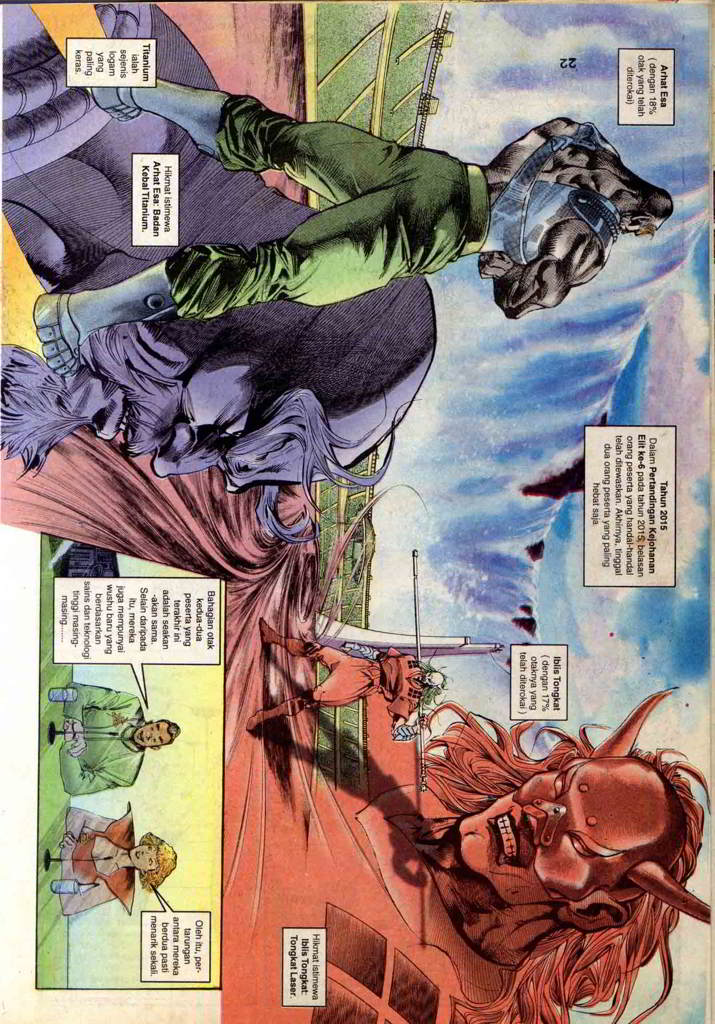 22
Arhat Esa
( dengan 18%
otak yang telah
diterokai)
Tahun 2015
Dalam Pertandingan Kejohanan
Elit ke-6 pada tahun 2015, belasan
orang peserta yang handal-handal
telah ditewaskan. Akhirnya, tinggal
dua orang peserta yang paling
hebat saja
Iblis Tongkat
( dengan 17%
otaknya yang
telah diterokai )
Titanium
ialah
sejenis
logam
yang
paling
keras.
Hikmat istimewa
Arhat Esa: Badan
Kebal Titanium.
Hikmat istimewa
Iblis Tongkat:
Tongkat Laser.
Bahagian otak
kedua-dua
peserta yang
terakhir ini
adalah seakan
-akan sama.
Selain daripada
itu, mereka
juga mempunyai
wushu baru yang
berdasarkan
sains dan teknologi
tinggi masing-
masing......
Oleh itu, per-
tarungan
antara mereka
berdua pasti
menarik sekali.